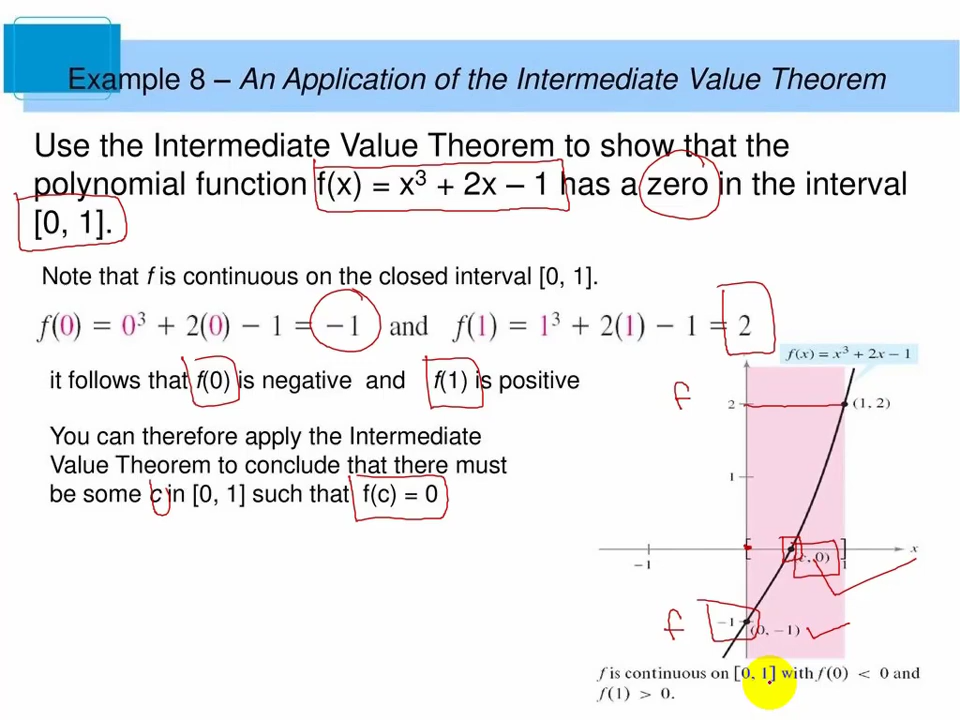 Example 8 – An Application of the Intermediate Value Theorem
Use the Intermediate Value Theorem to show that the
polynomial function f(x) = x³ + 2x – 1 has a zero in the interval
[0, 1].
Note that f is continuous on the closed interval [0, 1].
f(0) = 0³ + 2(0) − 1 = −1 and f(1) = 1³ + 2(1) − 1 = 2
it follows that f(0) is negative and f(1) is positive
You can therefore apply the Intermediate
Value Theorem to conclude that there must
be some c in [0, 1] such that f(c) = 0
f(x) = x³ + 2x − 1
f
2
(1, 2)
1
(c, 0)
−1
1
x
f
−1
(0, −1)
f is continuous on [0, 1] with f(0) < 0 and
f(1) > 0.